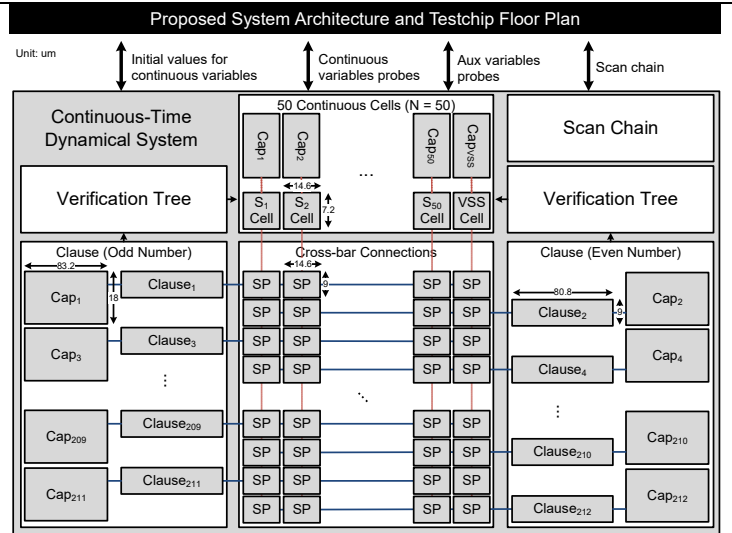 Proposed System Architecture and Testchip Floor Plan
Unit: um
Initial values for
continuous variables
Continuous
variables probes
Aux variables
probes
Scan chain
Continuous-Time
Dynamical System
50 Continuous Cells (N = 50)
Cap1
Cap2
...
Cap50
CapVSS
Scan Chain
Verification Tree
14.6
7.2
S1
Cell
S2
Cell
S50
Cell
VSS
Cell
Verification Tree
Clause (Odd Number)
Cross-bar Connections
Clause (Even Number)
83.2
18
Cap1
Clause1
14.6
9
SP SP SP SP
80.8
9
Clause2
Cap2
SP SP SP SP
Cap3
Clause3
SP SP SP SP
Clause4
Cap4
SP SP SP SP
⋮
⋱
⋮
Cap209
Clause209
SP SP SP SP
Clause210
Cap210
SP SP SP SP
Cap211
Clause211
SP SP SP SP
Clause212
Cap212
SP SP SP SP